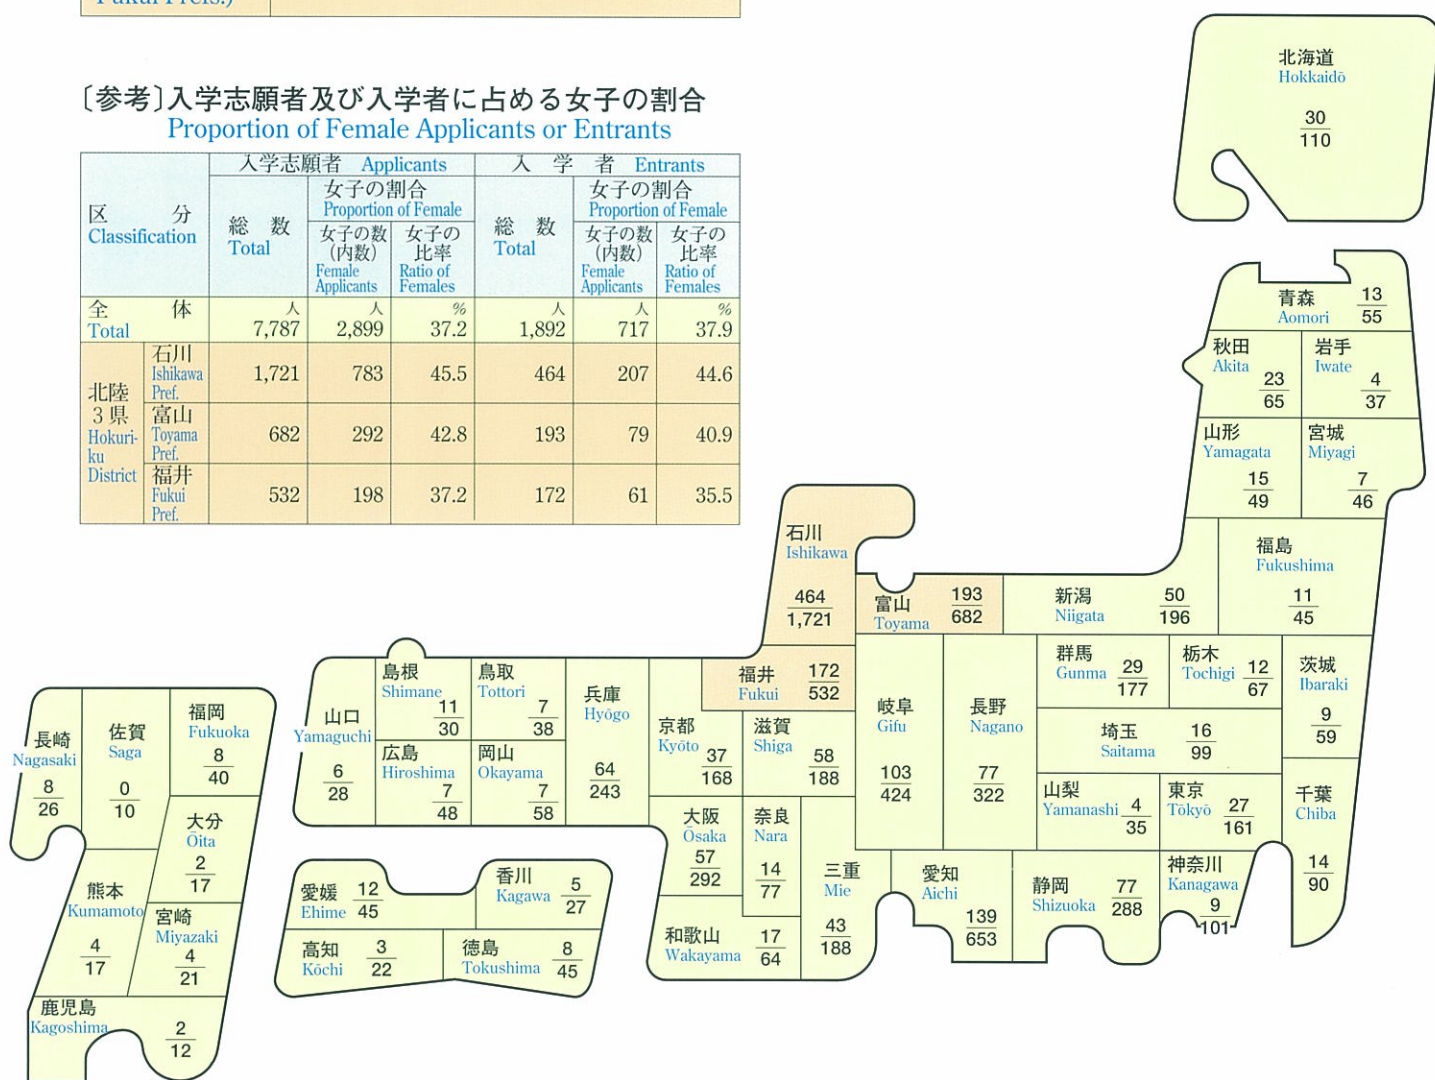 Fukui Prefs.)
〔参考〕入学志願者及び入学者に占める女子の割合
Proportion of Female Applicants or Entrants
区 分
Classification
入学志願者 Applicants
入 学 者 Entrants
総 数
Total
女子の割合
Proportion of Female
女子の数
(内数)
Female
Applicants
女子の
比率
Ratio of
Females
総 数
Total
女子の割合
Proportion of Female
女子の数
(内数)
Female
Applicants
女子の
比率
Ratio of
Females
全 体
Total
人 人 % 人 人 %
7,787 2,899 37.2 1,892 717 37.9
北陸
3県
Hokuri-
ku
District
石川
Ishikawa
Pref.
1,721 783 45.5 464 207 44.6
富山
Toyama
Pref.
682 292 42.8 193 79 40.9
福井
Fukui
Pref.
532 198 37.2 172 61 35.5
北海道
Hokkaidō
30
110
青森
Aomori
13
55
秋田
Akita
23
65
岩手
Iwate
4
37
山形
Yamagata
15
49
宮城
Miyagi
7
46
福島
Fukushima
11
45
石川
Ishikawa
464
1,721
富山
Toyama
193
682
新潟
Niigata
50
196
福井
Fukui
172
532
岐阜
Gifu
103
424
長野
Nagano
77
322
群馬
Gunma
29
177
栃木
Tochigi
12
67
茨城
Ibaraki
9
59
埼玉
Saitama
16
99
山梨
Yamanashi
4
35
東京
Tōkyō
27
161
千葉
Chiba
14
90
神奈川
Kanagawa
9
101
静岡
Shizuoka
77
288
愛知
Aichi
139
653
三重
Mie
43
188
滋賀
Shiga
58
188
京都
Kyōto
37
168
大阪
Ōsaka
57
292
奈良
Nara
14
77
和歌山
Wakayama
17
64
兵庫
Hyōgo
64
243
鳥取
Tottori
7
38
島根
Shimane
11
30
岡山
Okayama
7
58
広島
Hiroshima
7
48
山口
Yamaguchi
6
28
愛媛
Ehime
12
45
香川
Kagawa
5
27
高知
Kōchi
3
22
徳島
Tokushima
8
45
福岡
Fukuoka
8
40
佐賀
Saga
0
10
長崎
Nagasaki
8
26
大分
Ōita
2
17
熊本
Kumamoto
4
17
宮崎
Miyazaki
4
21
鹿児島
Kagoshima
2
12